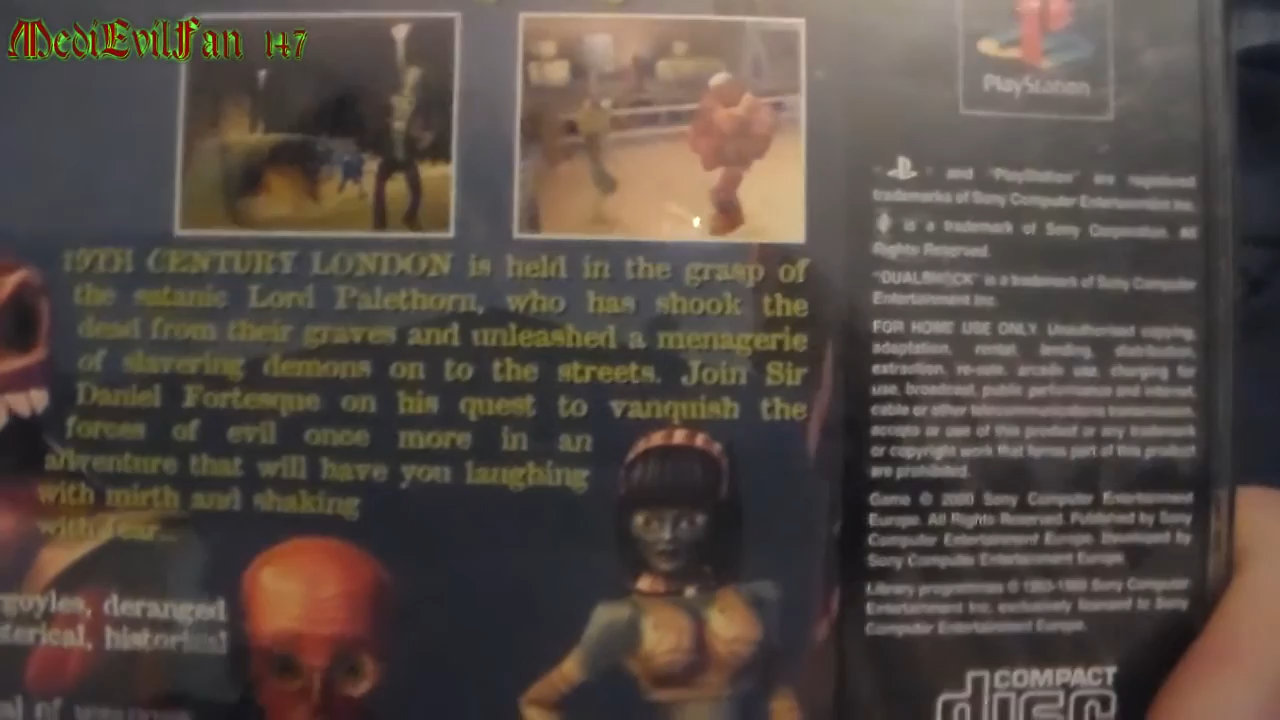 MediEvilFan 147
PlayStation
19TH CENTURY LONDON is held in the grasp of
the satanic Lord Palethorn, who has shook the
dead from their graves and unleashed a menagerie
of slavering demons on to the streets. Join Sir
Daniel Fortesque on his quest to vanquish the
forces of evil once more in an
adventure that will have you laughing
with mirth and shaking
with fear...
goyles, deranged
terical, historical
al of weapons
" " and "PlayStation" are registered
trademarks of Sony Computer Entertainment Inc.
is a trademark of Sony Corporation. All
Rights Reserved.
"DUALSHOCK" is a trademark of Sony Computer
Entertainment Inc.
FOR HOME USE ONLY. Unauthorised copying,
adaptation, rental, lending, distribution,
extraction, re-sale, arcade use, charging for
use, broadcast, public performance and internet,
cable or other telecommunications transmission,
access or use of this product or any trademark
or copyright work that forms part of this product
are prohibited.
Game © 2000 Sony Computer Entertainment
Europe. All Rights Reserved. Published by Sony
Computer Entertainment Europe. Developed by
Sony Computer Entertainment Europe.
Library programmes © Sony Computer
Entertainment Inc. exclusively licensed to Sony
Computer Entertainment Europe.
COMPACT
disc